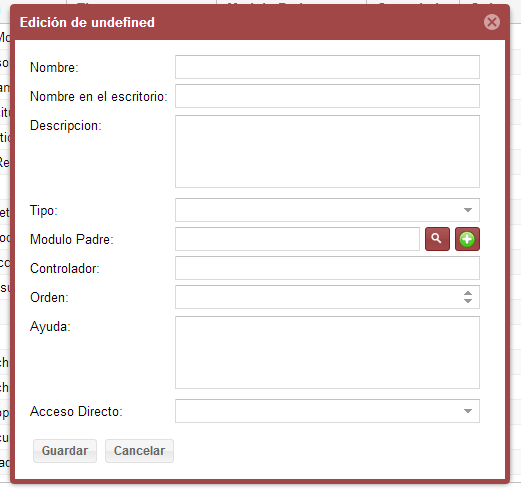 Edición de undefined
Nombre:
Nombre en el escritorio:
Descripcion:
Tipo:
Modulo Padre:
Controlador:
Orden:
Ayuda:
Acceso Directo:
Guardar Cancelar